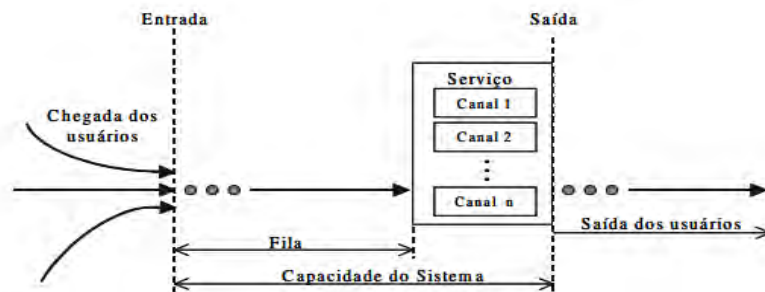 Entrada
Saída
Chegada dos
usuários
Serviço
Canal 1
Canal 2
Canal n
Fila
Saída dos usuários
Capacidade do Sistema